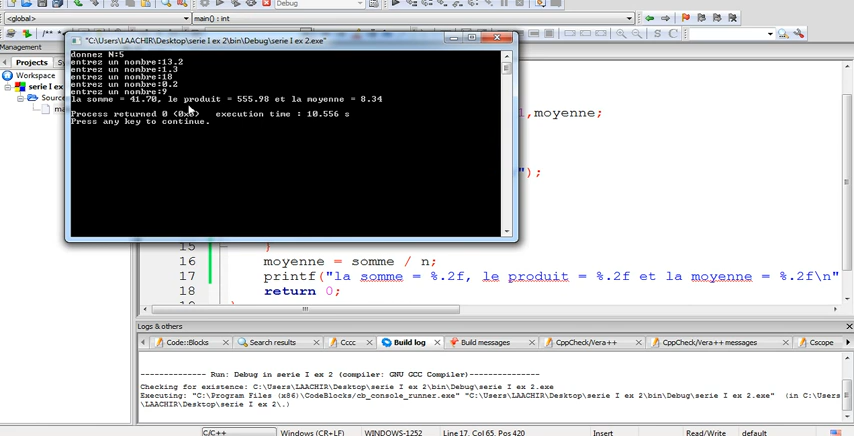 Debug
<global>
main() : int
Management
Projects
Workspace
serie I ex
Source
"C:\Users\LAACHIR\Desktop\serie I ex 2\bin\Debug\serie I ex 2.exe"
donnez N:5
entrez un nombre:13.2
entrez un nombre:1.3
entrez un nombre:18
entrez un nombre:0.2
entrez un nombre:9
la somme = 41.70, le produit = 555.98 et la moyenne = 8.34
Process returned 0 (0x0)   execution time : 10.556 s
Press any key to continue.
1,moyenne;
");
15 }
16 moyenne = somme / n;
17 printf("la somme = %.2f, le produit = %.2f et la moyenne = %.2f\n"
18 return 0;
Logs & others
Code::Blocks
Search results
Cccc
Build log
Build messages
CppCheck/Vera++
CppCheck/Vera++ messages
Cscope
-------------- Run: Debug in serie I ex 2 (compiler: GNU GCC Compiler)---------------
Checking for existence: C:\Users\LAACHIR\Desktop\serie I ex 2\bin\Debug\serie I ex 2.exe
Executing: "C:\Program Files (x86)\CodeBlocks/cb_console_runner.exe" "C:\Users\LAACHIR\Desktop\serie I ex 2\bin\Debug\serie I ex 2.exe"  (in C:\Users
\LAACHIR\Desktop\serie I ex 2\.)
C/C++
Windows (CR+LF)
WINDOWS-1252
Line 17, Col 65, Pos 420
Insert
Read/Write
default